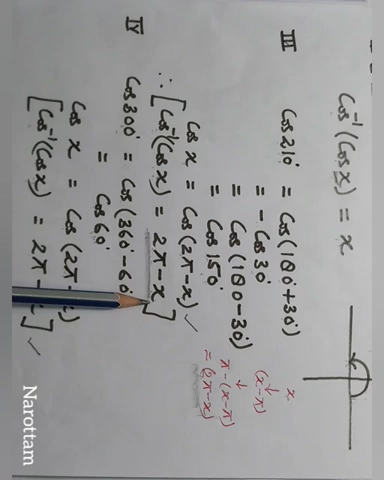 Cos⁻¹(Cos x) = x
III Cos 210° = Cos(180+30°)
= - Cos 30°
= Cos(180-30°)
= Cos 150°
Cos x = Cos(2π-x) ✓
∴ [Cos⁻¹(Cos x) = 2π-x]
x
↓
(x-π)
↓
π-(x-π)
= (2π-x)
IV Cos 300° = Cos(360-60°
= Cos 60°
Cos x = Cos(2π-
[Cos⁻¹(Cos x) = 2π- ] ✓
Narottam